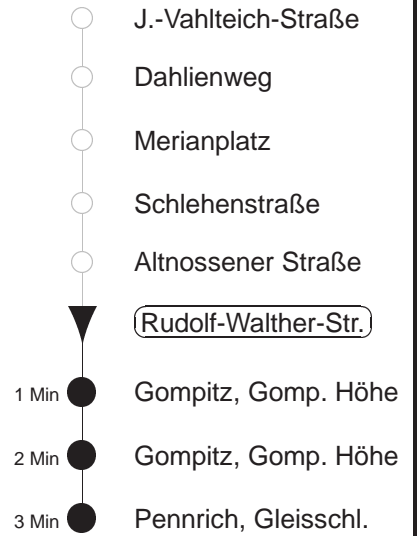 J.-Vahlteich-Straße
Dahlienweg
Merianplatz
Schlehenstraße
Altnossener Straße
Rudolf-Walther-Str.
1 Min Gompitz, Gomp. Höhe
2 Min Gompitz, Gomp. Höhe
3 Min Pennrich, Gleisschl.